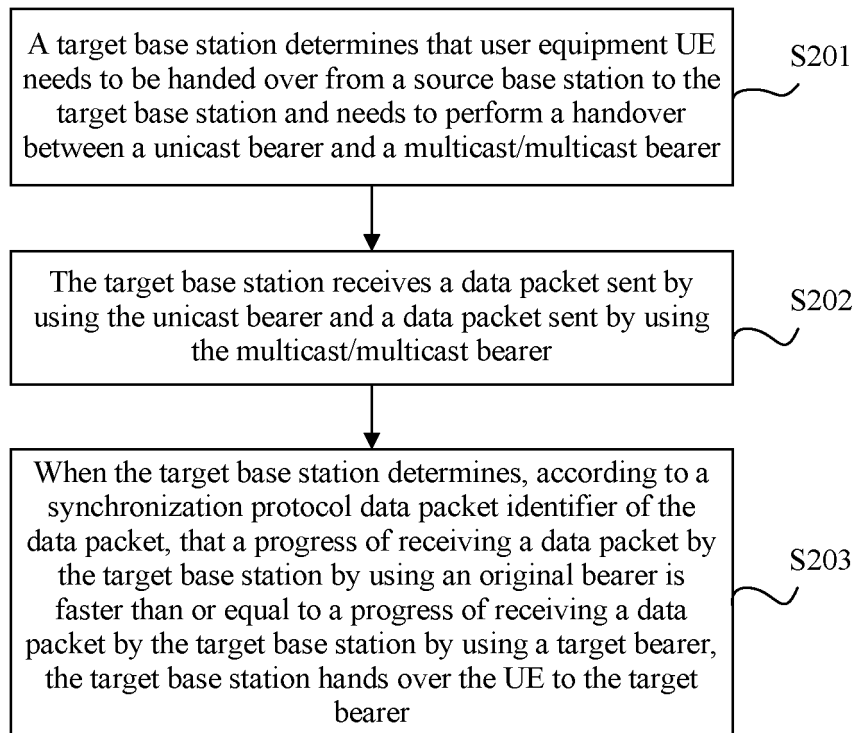 A target base station determines that user equipment UE
needs to be handed over from a source base station to the
target base station and needs to perform a handover
between a unicast bearer and a multicast/multicast bearer
S201
The target base station receives a data packet sent by
using the unicast bearer and a data packet sent by using
the multicast/multicast bearer
S202
When the target base station determines, according to a
synchronization protocol data packet identifier of the
data packet, that a progress of receiving a data packet by
the target base station by using an original bearer is
faster than or equal to a progress of receiving a data
packet by the target base station by using a target bearer,
the target base station hands over the UE to the target
bearer
S203